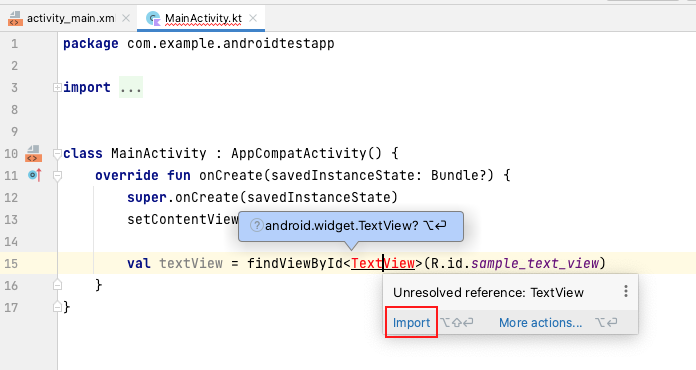 activity_main.xm
MainActivity.kt
1 package com.example.androidtestapp
2
3 import ...
8
9
10 class MainActivity : AppCompatActivity() {
11 override fun onCreate(savedInstanceState: Bundle?) {
12 super.onCreate(savedInstanceState)
13 setContentView
android.widget.TextView? ⌥⏎
14
15 val textView = findViewById<TextView>(R.id.sample_text_view)
16 }
17 }
Unresolved reference: TextView
Import ⌥⇧⏎ More actions... ⌥⏎